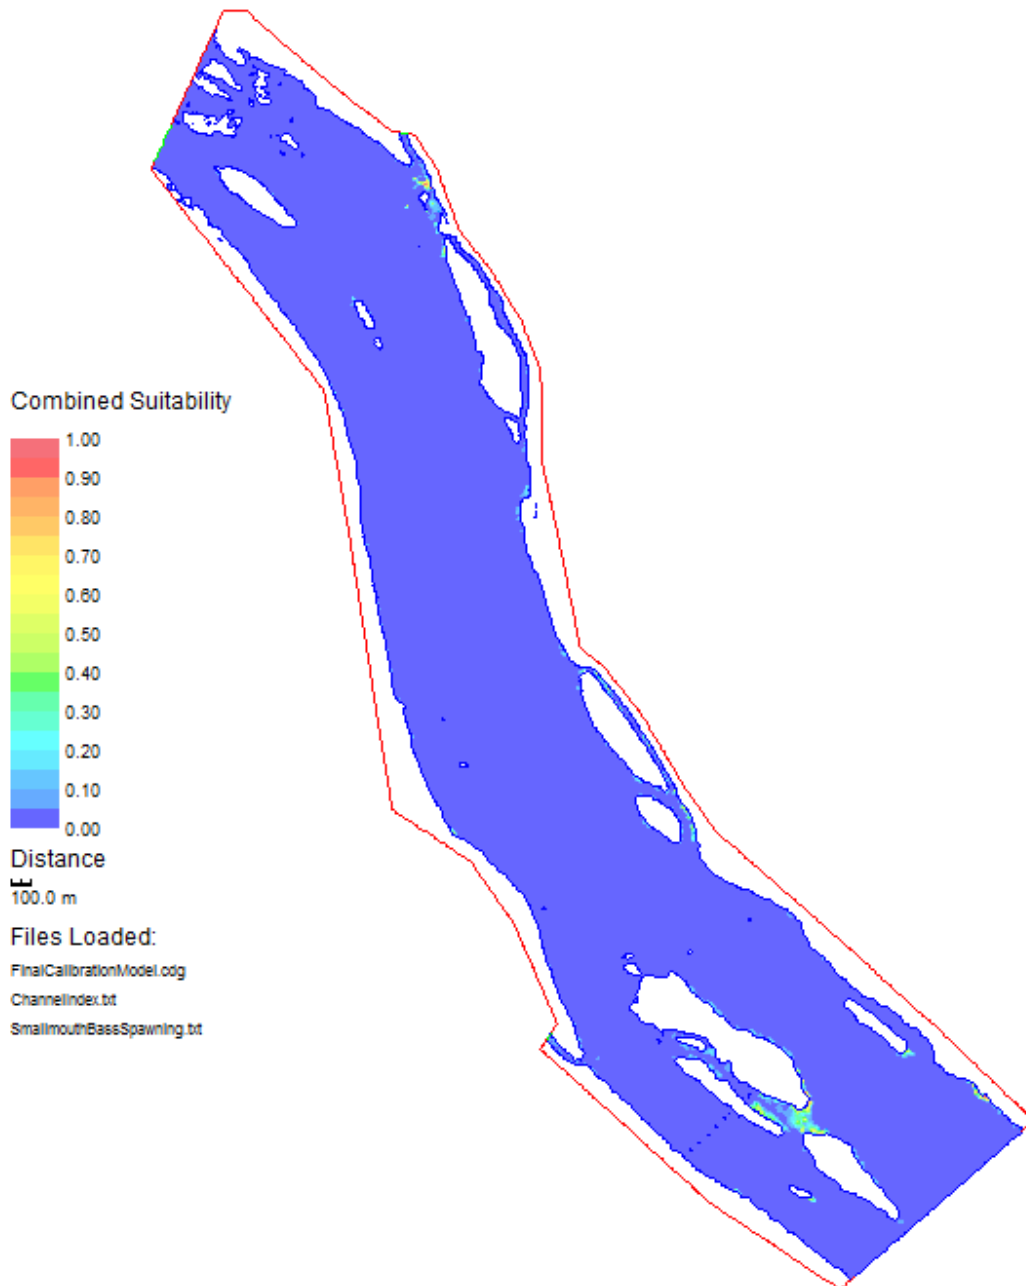 Combined Suitability
1.00
0.90
0.80
0.70
0.60
0.50
0.40
0.30
0.20
0.10
0.00
Distance
100.0 m
Files Loaded:
FinalCalibrationModel.cdg
ChannelIndex.txt
SmallmouthBassSpawning.txt